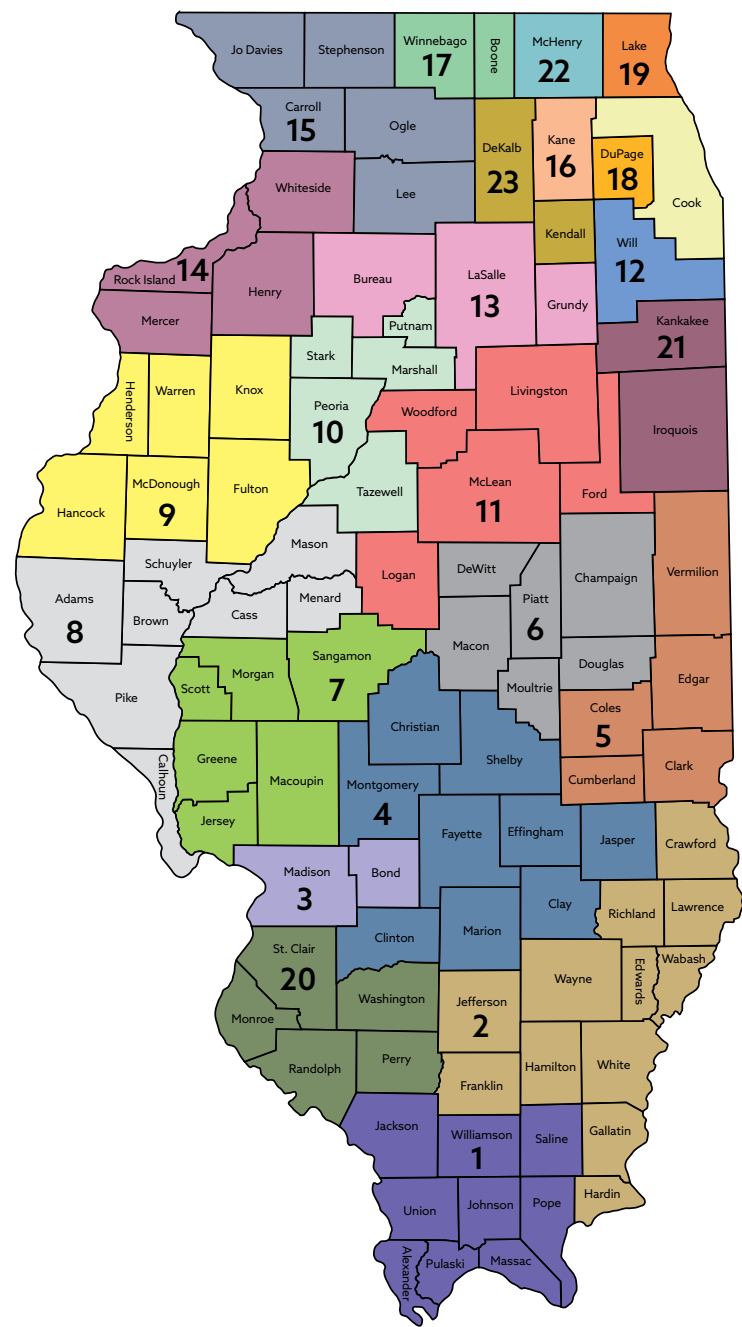 Jo Davies
Stephenson
Winnebago
17
Boone
McHenry
22
Lake
19
Carroll
15
Ogle
DeKalb
23
Kane
16
DuPage
18
Cook
Whiteside
Lee
Kendall
Will
12
Rock Island
14
Henry
Bureau
LaSalle
13
Grundy
Mercer
Putnam
Kankakee
21
Stark
Marshall
Henderson
Warren
Knox
Peoria
10
Woodford
Livingston
Iroquois
Hancock
McDonough
9
Fulton
Tazewell
McLean
11
Ford
Mason
Schuyler
Adams
8
Brown
Cass
Menard
Logan
DeWitt
Piatt
6
Champaign
Vermilion
Macon
Douglas
Edgar
Pike
Scott
Morgan
Sangamon
7
Moultrie
Coles
5
Christian
Shelby
Cumberland
Clark
Calhoun
Greene
Macoupin
Montgomery
4
Jersey
Fayette
Effingham
Jasper
Crawford
Madison
3
Bond
Clay
Richland
Lawrence
St. Clair
20
Clinton
Marion
Wayne
Edwards
Wabash
Monroe
Washington
Jefferson
2
Randolph
Perry
Franklin
Hamilton
White
Jackson
Williamson
1
Saline
Gallatin
Union
Johnson
Pope
Hardin
Alexander
Pulaski
Massac